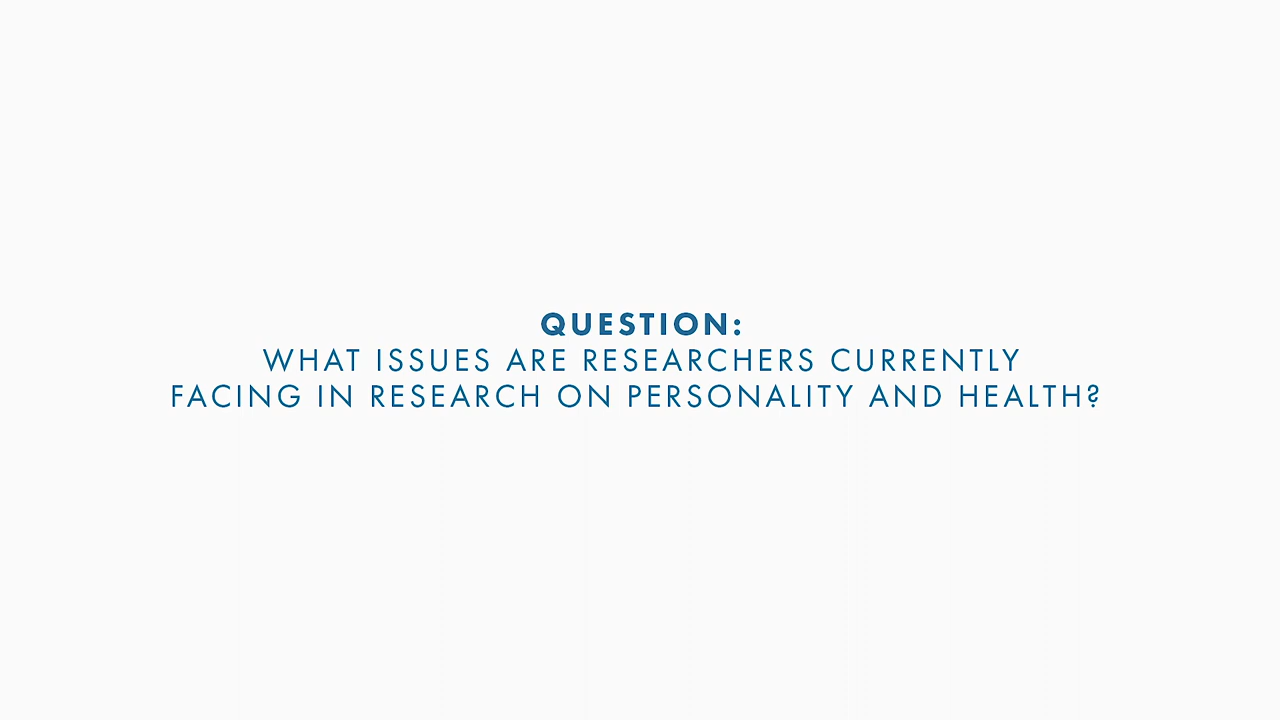 QUESTION:
WHAT ISSUES ARE RESEARCHERS CURRENTLY
FACING IN RESEARCH ON PERSONALITY AND HEALTH?